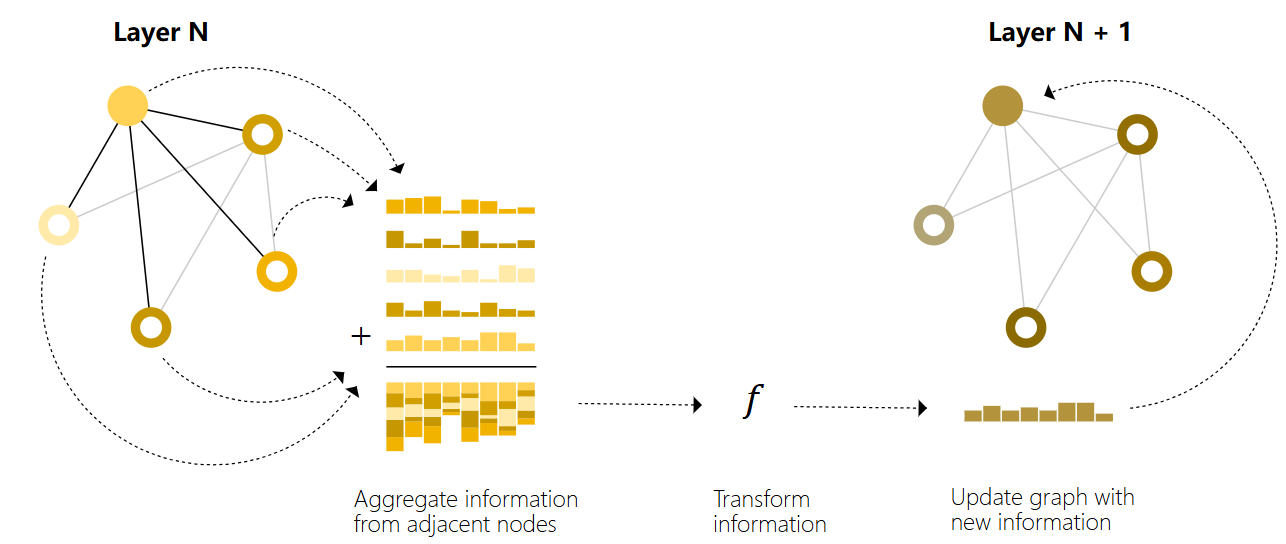 Layer N
Layer N + 1
+
f
Aggregate information
from adjacent nodes
Transform
information
Update graph with
new information